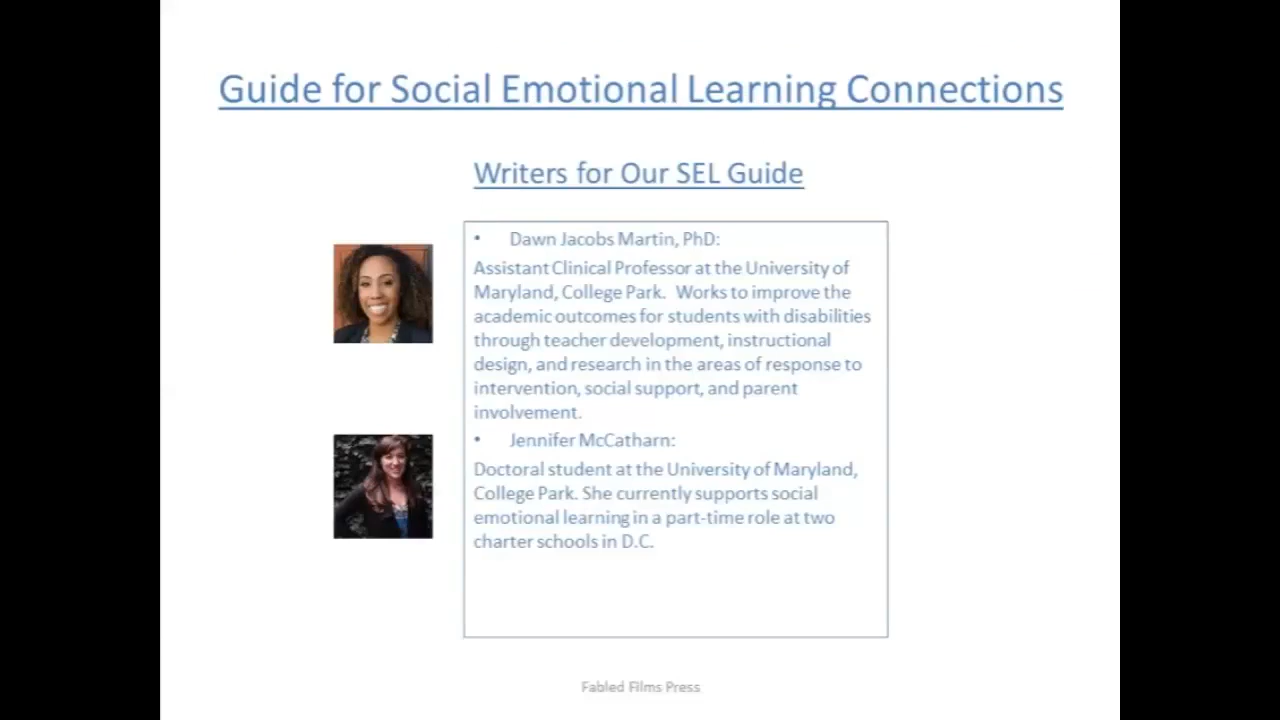 Guide for Social Emotional Learning Connections
Writers for Our SEL Guide
• Dawn Jacobs Martin, PhD:
Assistant Clinical Professor at the University of
Maryland, College Park. Works to improve the
academic outcomes for students with disabilities
through teacher development, instructional
design, and research in the areas of response to
intervention, social support, and parent
involvement.
• Jennifer McCatharn:
Doctoral student at the University of Maryland,
College Park. She currently supports social
emotional learning in a part-time role at two
charter schools in D.C.
Fabled Films Press